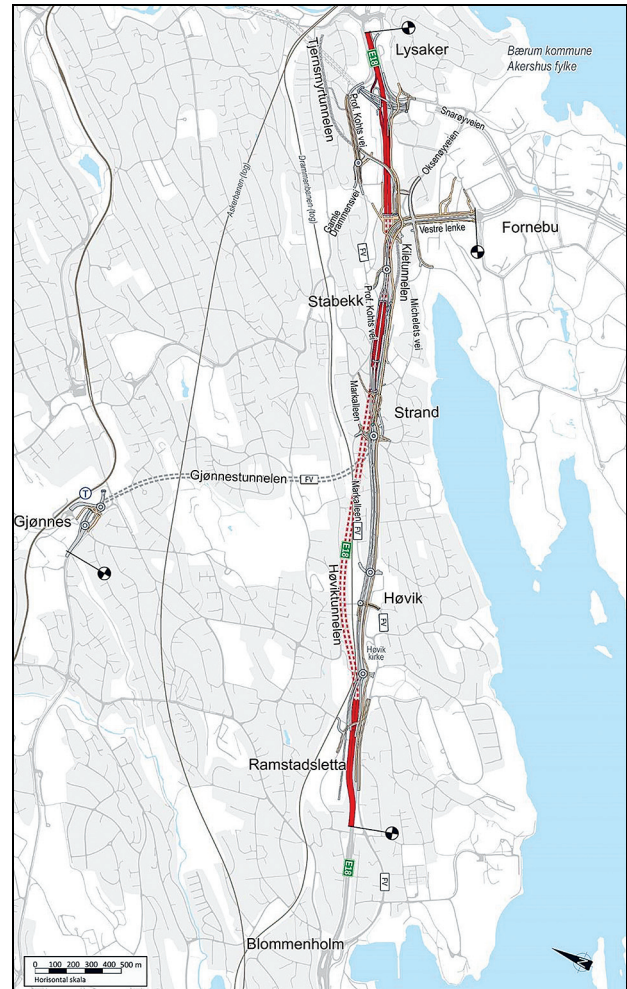 Lysaker
E18
Bærum kommune
Akershus fylke
Tjernsmyrtunnelen
Prof. Kohts vei
Snarøyveien
Oksenøyveien
Askerbanen (tog)
Drammenbanen (tog)
Gamle
Drammensvei
Vestre lenke
Fornebu
FV
Kiletunnelen
Stabekk
Prof. Kohts vei
Michelets vei
Markalleen
Strand
Gjønnestunnelen
FV
T
Gjønnes
Markalleen
FV
E18
Høviktunnelen
Høvik
FV
Høvik
kirke
Ramstadsletta
E18
FV
Blommenholm
0 100 200 300 400 500 m
Horisontal skala
N